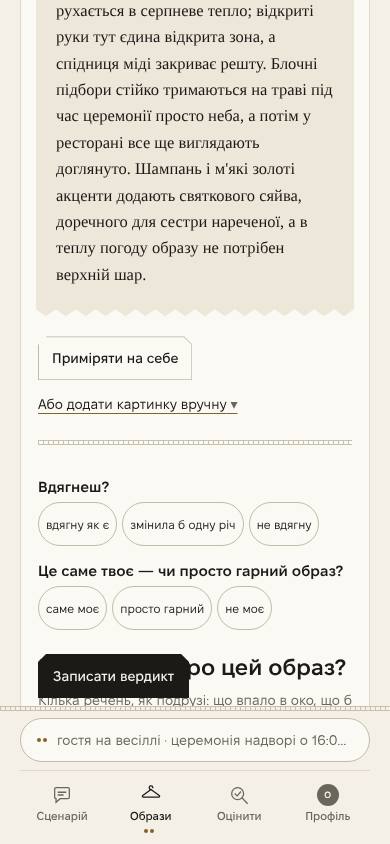 рухається в серпневе тепло; відкриті
руки тут єдина відкрита зона, а
спідниця міді закриває решту. Блочні
підбори стійко тримаються на траві під
час церемонії просто неба, а потім у
ресторані все ще виглядають
доглянуто. Шампань і м'які золоті
акценти додають святкового сяйва,
доречного для сестри нареченої, а в
теплу погоду образу не потрібен
верхній шар.
Приміряти на себе
Або додати картинку вручну ▾
Вдягнеш?
вдягну як є
змінила б одну річ
не вдягну
Це саме твоє — чи просто гарний образ?
саме моє
просто гарний
не моє
Записати вердикт
ро цей образ?
Кілька речень, як подрузі: що впало в око, що б
гостя на весіллі · церемонія надворі о 16:0...
Сценарій
Образи
Оцінити
О
Профіль